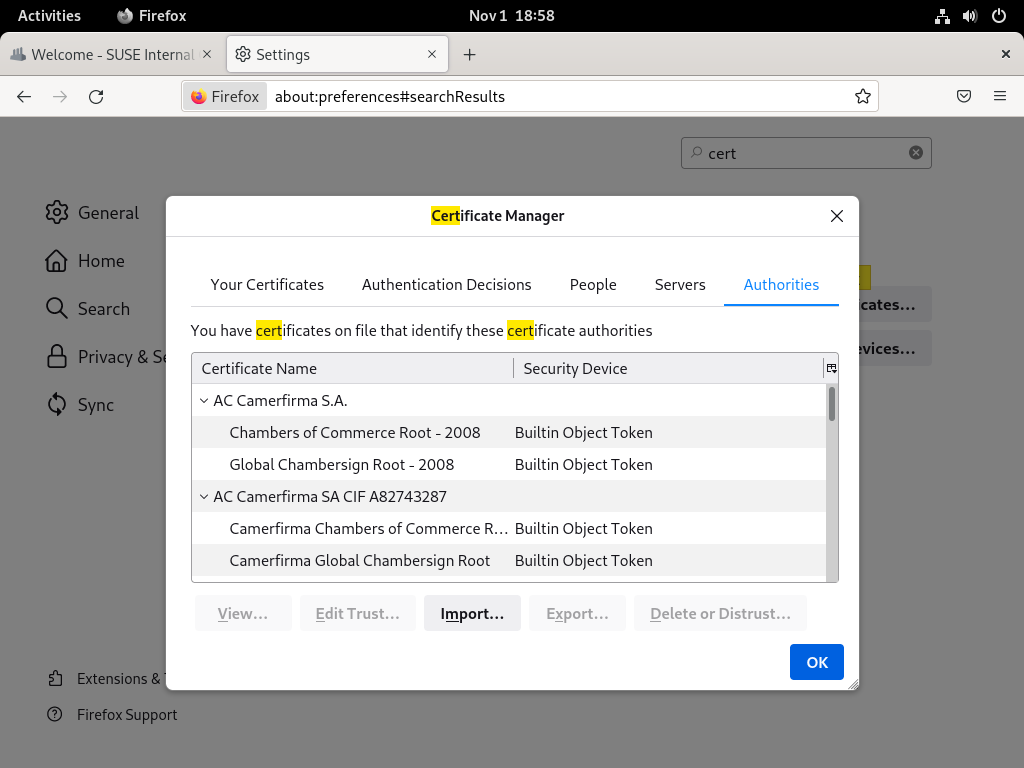 Activities Firefox Nov 1 18:58
Welcome - SUSE Internal Settings
Firefox about:preferences#searchResults
cert
General
Home
Search
Privacy & Se
Sync
Extensions &
Firefox Support
Certificate Manager
Your Certificates Authentication Decisions People Servers Authorities
You have certificates on file that identify these certificate authorities
Certificate Name Security Device
AC Camerfirma S.A.
Chambers of Commerce Root - 2008 Builtin Object Token
Global Chambersign Root - 2008 Builtin Object Token
AC Camerfirma SA CIF A82743287
Camerfirma Chambers of Commerce R... Builtin Object Token
Camerfirma Global Chambersign Root Builtin Object Token
View... Edit Trust... Import... Export... Delete or Distrust...
OK
cates...
evices...